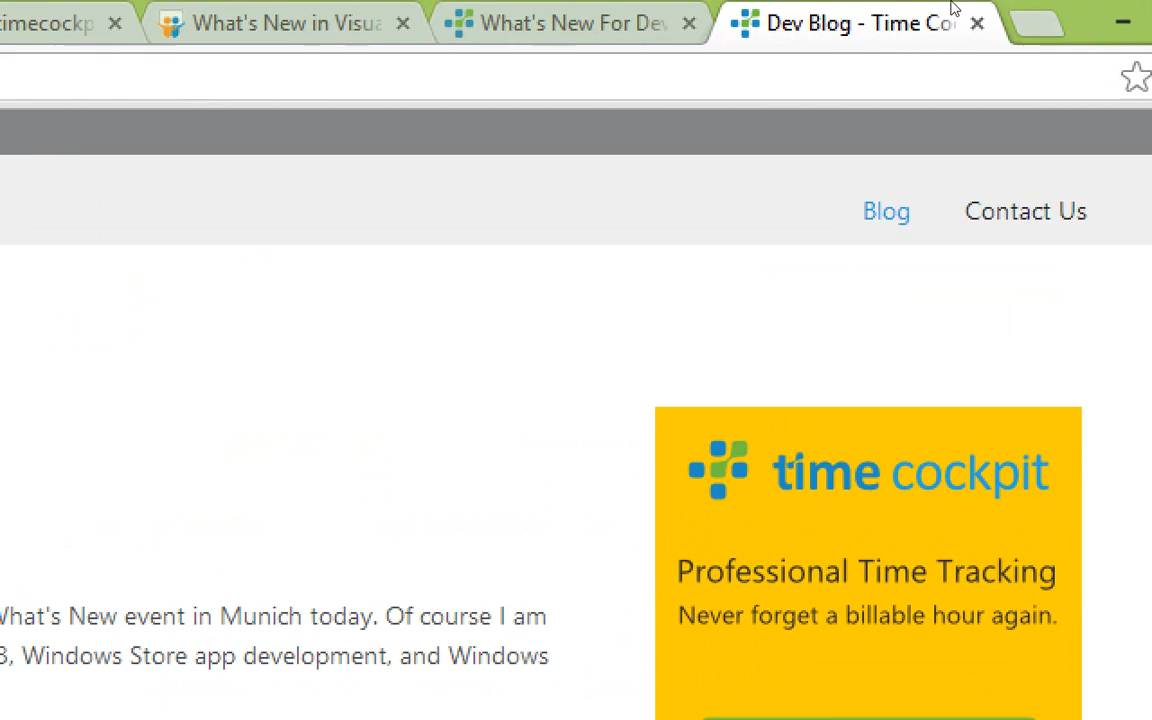 timecockp
What's New in Visua
What's New For Dev
Dev Blog - Time Co
Blog
Contact Us
time cockpit
Professional Time Tracking
Never forget a billable hour again.
What's New event in Munich today. Of course I am
3, Windows Store app development, and Windows